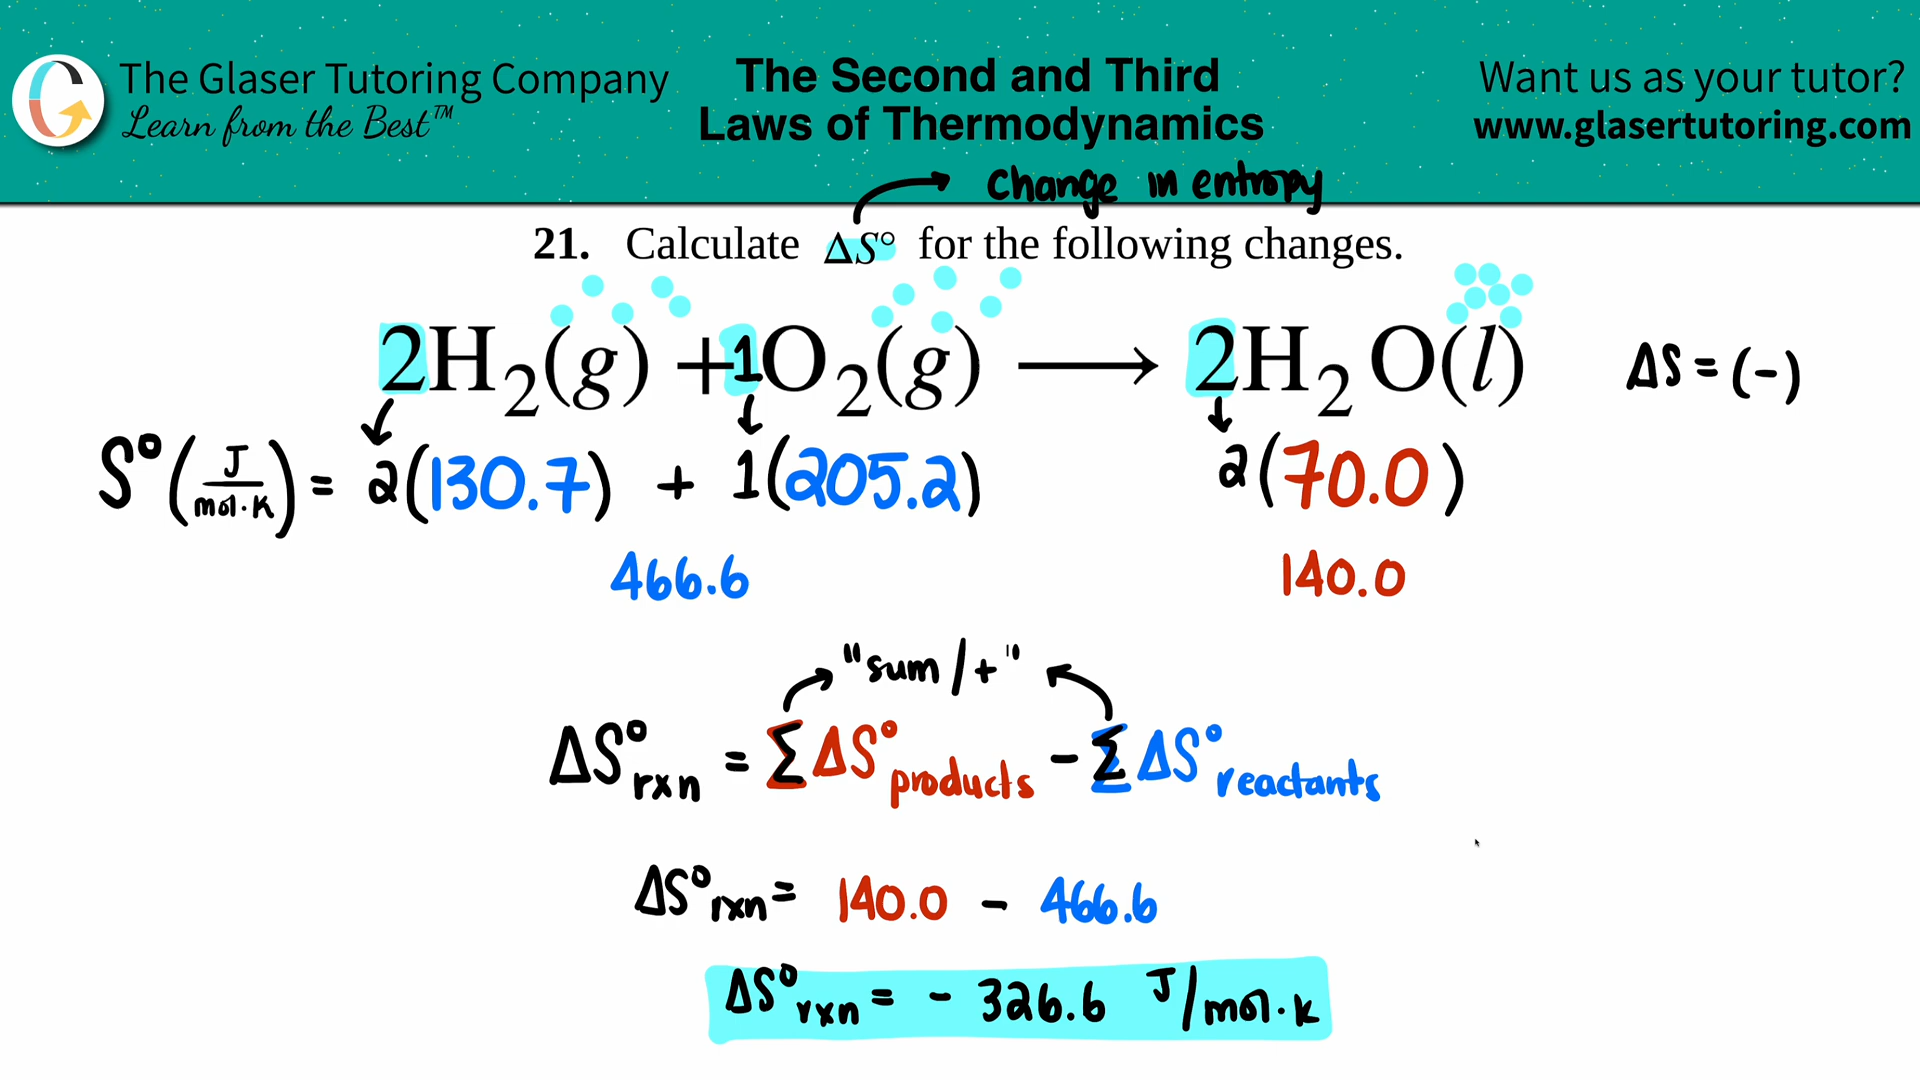 The Glaser Tutoring Company
Learn from the Best™
The Second and Third
Laws of Thermodynamics
Want us as your tutor?
www.glasertutoring.com
Change in entropy
21. Calculate ΔS° for the following changes.
2H₂(g) + 1O₂(g) ⟶ 2H₂O(l) ΔS = (-)
S° (J/mol·K) = 2(130.7) + 1(205.2) 2(70.0)
466.6 140.0
"sum/+"
ΔS°rxn = ΣΔS°products - ΣΔS°reactants
ΔS°rxn = 140.0 - 466.6
ΔS°rxn = - 326.6 J/mol·K